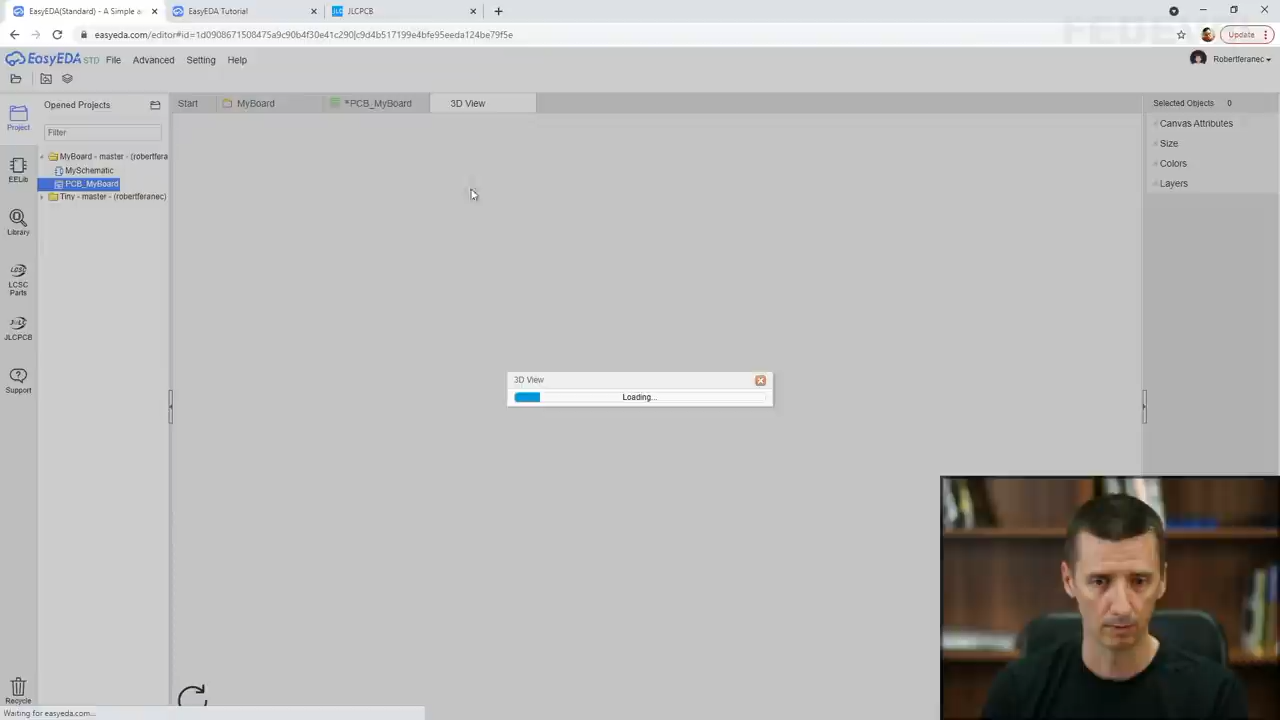 EasyEDA(Standard) - A Simple a
EasyEDA Tutorial
JLC JLCPCB
easyeda.com/editor#id=1d0908671508475a9c90b4f30e41c290|c9d4b517199e4bfe95eeda124be79f5e
Update
FEDEVEL
EasyEDA STD File Advanced Setting Help
Robertferanec
Project
EELib
Library
LCSC
LCSC
Parts
JLCPCB
Support
Recycle
Opened Projects
Filter
MyBoard - master - (robertfera
MySchematic
PCB_MyBoard
Tiny - master - (robertferanec)
Start MyBoard *PCB_MyBoard 3D View
3D View
Loading...
Selected Objects 0
Canvas Attributes
Size
Colors
Layers
Waiting for easyeda.com...